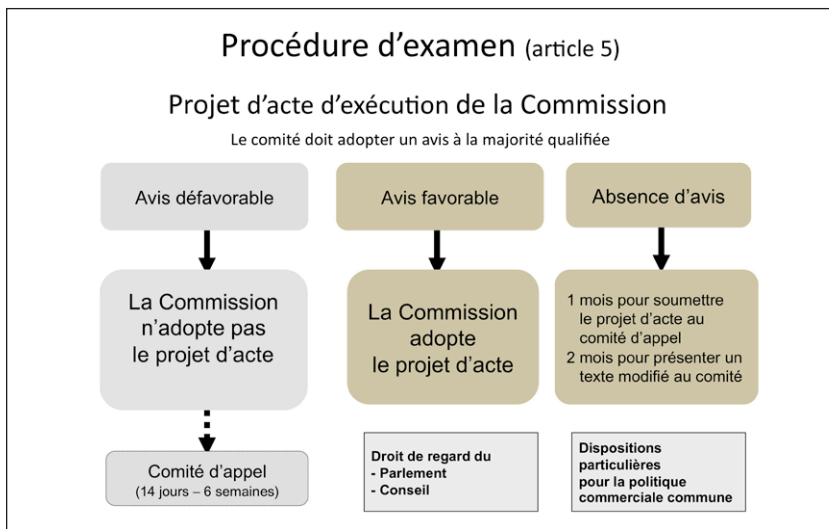 Procédure d’examen (article 5)
Projet d’acte d’exécution de la Commission
Le comité doit adopter un avis à la majorité qualifiée
Avis défavorable
La Commission
n’adopte pas
le projet d’acte
Comité d’appel
(14 jours – 6 semaines)
Avis favorable
La Commission
adopte
le projet d’acte
Droit de regard du
- Parlement
- Conseil
Absence d’avis
1 mois pour soumettre
le projet d’acte au
comité d’appel
2 mois pour présenter un
texte modifié au comité
Dispositions
particulières
pour la politique
commerciale commune